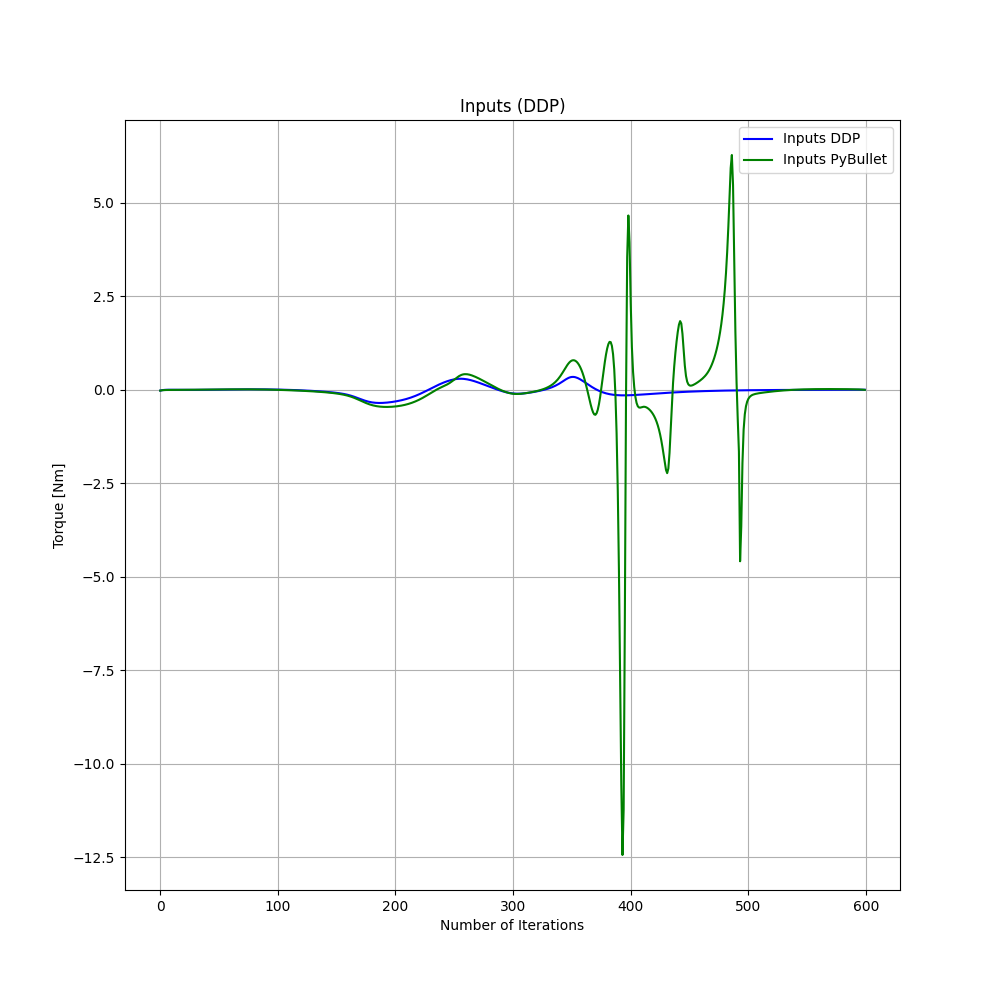 Inputs (DDP)
Inputs DDP
Inputs PyBullet
5.0
2.5
0.0
−2.5
−5.0
−7.5
−10.0
−12.5
Torque [Nm]
0 100 200 300 400 500 600
Number of Iterations